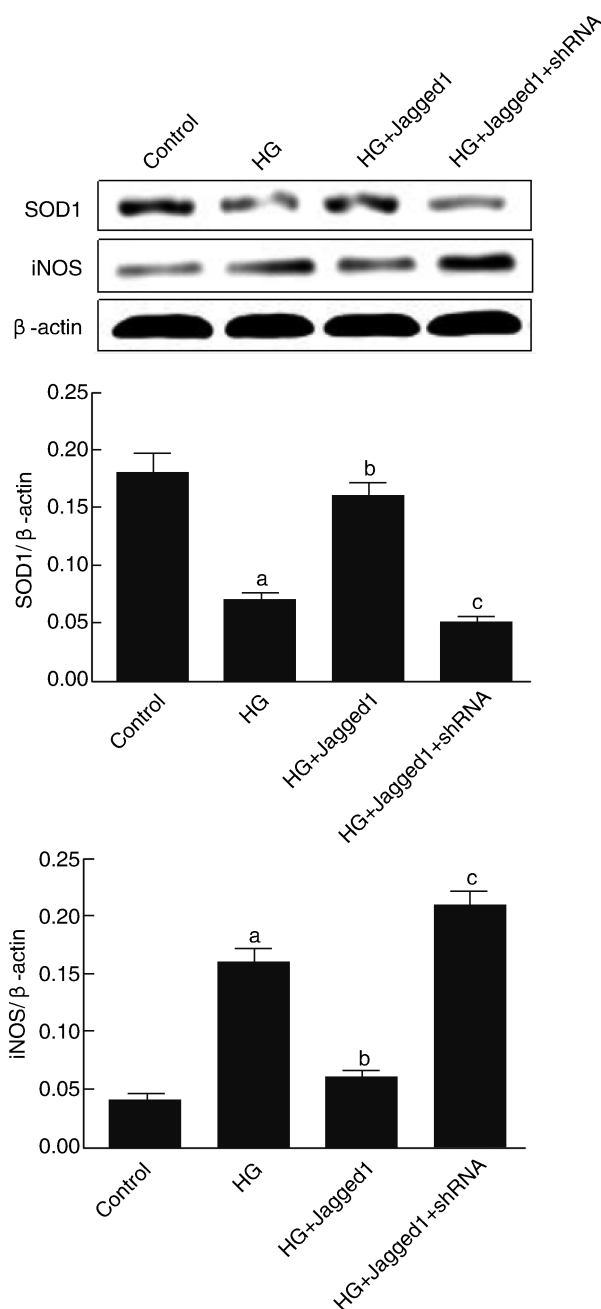 Control
HG
HG+Jagged1
HG+Jagged1+shRNA
SOD1
iNOS
β-actin
0.25
0.20
0.15
0.10
0.05
0.00
SOD1/β-actin
a
b
c
Control
HG
HG+Jagged1
HG+Jagged1+shRNA
0.25
0.20
0.15
0.10
0.05
0.00
iNOS/β-actin
a
b
c
Control
HG
HG+Jagged1
HG+Jagged1+shRNA